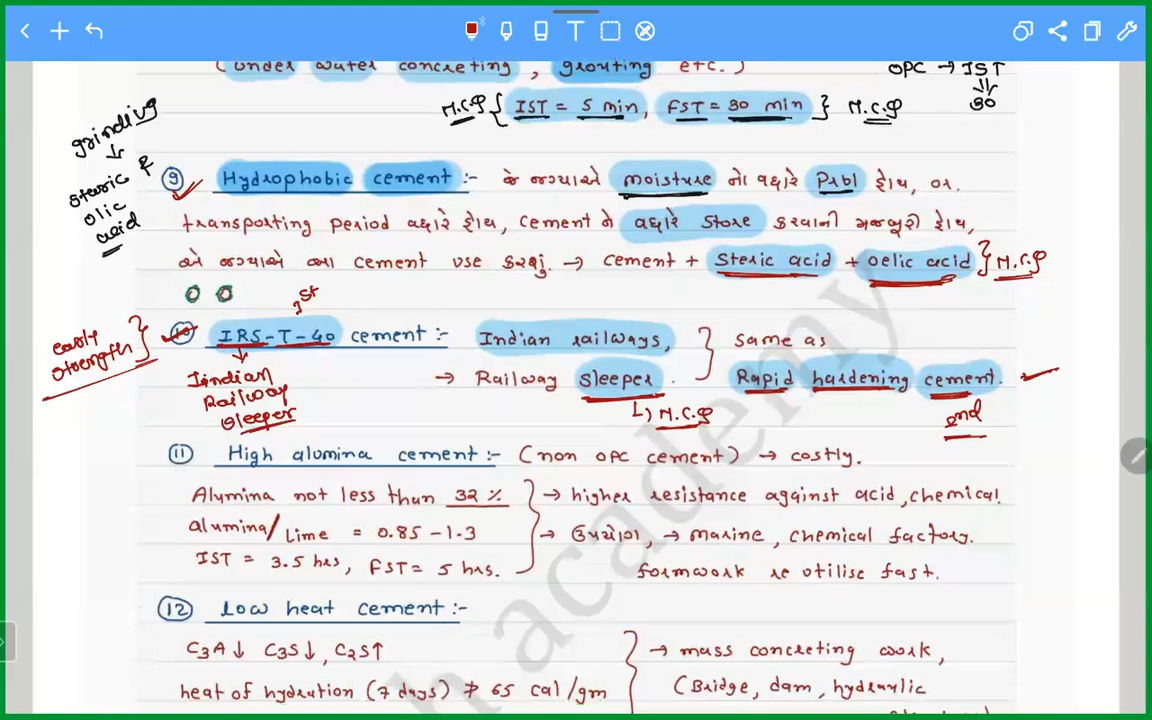 (under water concreting, grouting etc.)
OPC → IST
30
M.C.Q { IST = 5 min, FST = 30 min } M.C.Q
grinding
steric &
olic
acid
⑨ Hydrophobic cement :- જે જગ્યાએ moisture નો વધારે Prbl હોય, or.
transporting period વધારે હોય, cement ને વધારે store કરવાની મજબૂરી હોય,
એ જગ્યાએ આ cement use કરશું. → cement + Steric acid + oelic acid } M.C.Q
st
early
strength }
⑩ IRS-T-40 cement :- Indian railways, } same as
→ Railway sleeper. Rapid hardening cement.
Iindian
Railway
Sleeper
↳ M.C.Q
end
⑪ High alumina cement :- (non OPC cement) → costly.
Alumina not less than 32 % } → higher resistance against acid, chemical.
alumina/Lime = 0.85 - 1.3 → ઉપયોગ, → marine, chemical factory.
IST = 3.5 hrs, FST = 5 hrs. formwork re utilise fast.
⑫ Low heat cement :-
C3A↓ C3S↓, C2S↑ } → mass concreting work,
heat of hydration (7 days) ≯ 65 cal/gm (Bridge, dam, hydraulic
h academy